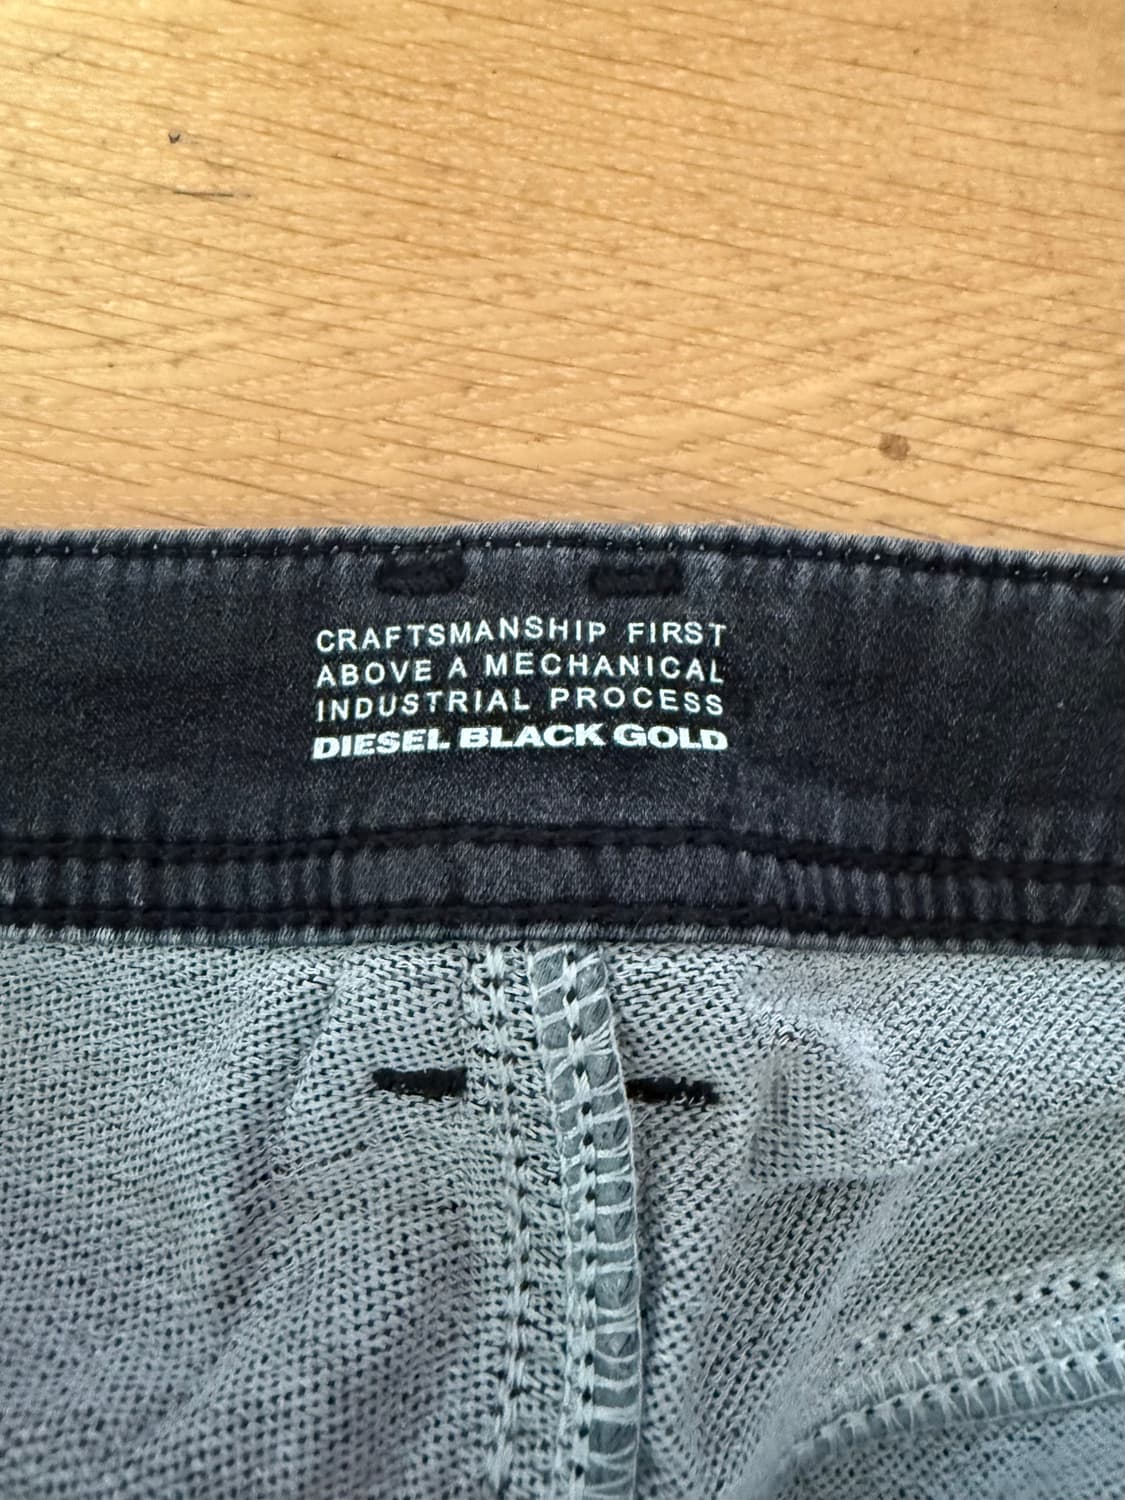 CRAFTSMANSHIP FIRST
ABOVE A MECHANICAL
INDUSTRIAL PROCESS
DIESEL BLACK GOLD